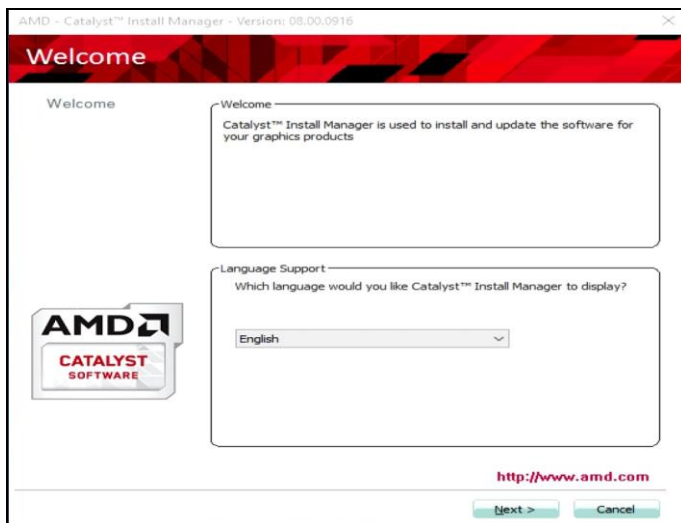 AMD - Catalyst™ Install Manager - Version: 08.00.0916
Welcome
Welcome
Welcome
Catalyst™ Install Manager is used to install and update the software for
your graphics products
Language Support
Which language would you like Catalyst™ Install Manager to display?
English
AMD
CATALYST
SOFTWARE
http://www.amd.com
Next >
Cancel